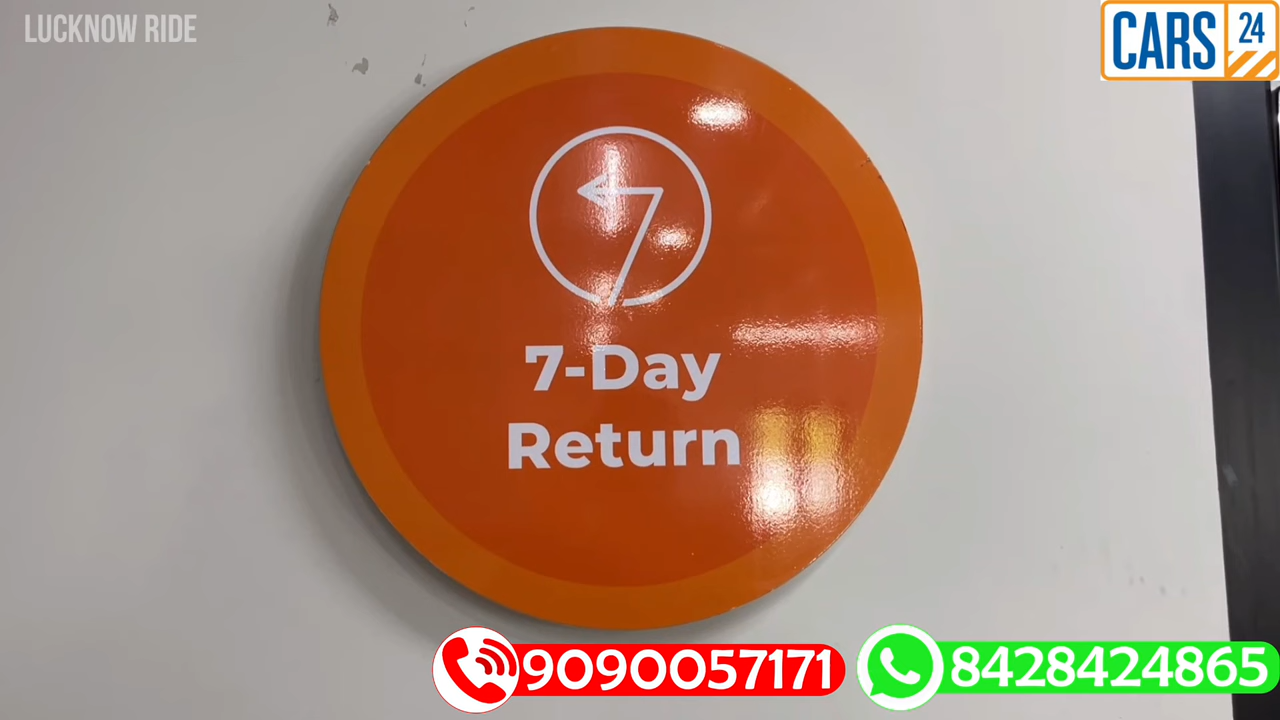 LUCKNOW RIDE
CARS 24
7-Day
Return
9090057171
8428424865